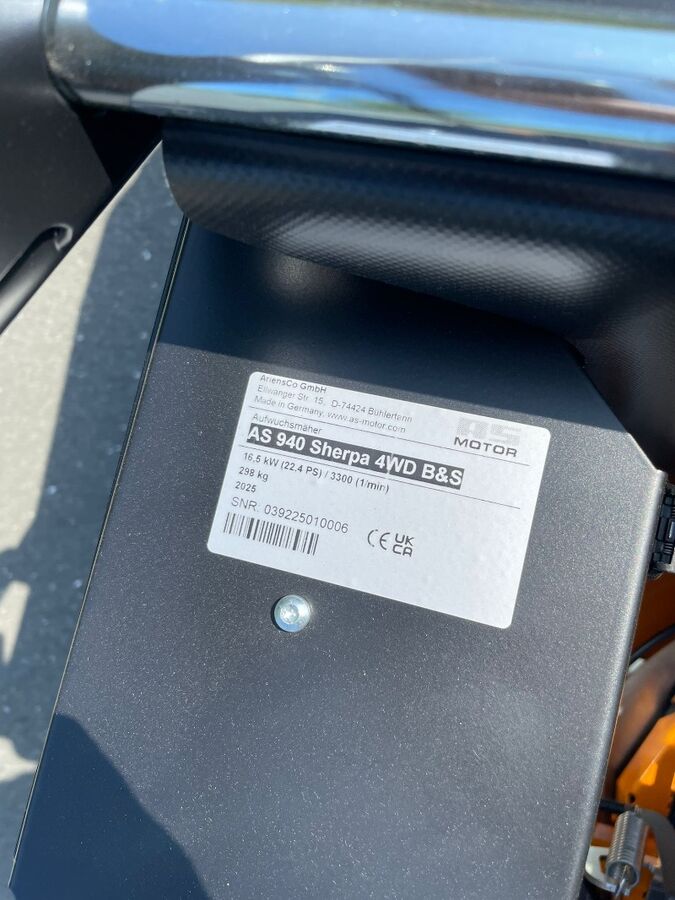 AriensCo GmbH
Ellwanger Str. 15, D-74424 Bühlertann
Made in Germany, www.as-motor.com
AS
MOTOR
Aufwuchsmäher
AS 940 Sherpa 4WD B&S
16,5 kW (22,4 PS) / 3300 (1/min)
298 kg
2025
SNR: 039225010006
CE UK CA